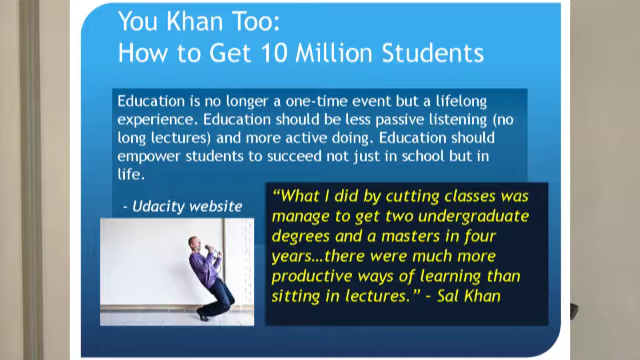 You Khan Too:
How to Get 10 Million Students
Education is no longer a one-time event but a lifelong
experience. Education should be less passive listening (no
long lectures) and more active doing. Education should
empower students to succeed not just in school but in
life.
- Udacity website
“What I did by cutting classes was
manage to get two undergraduate
degrees and a masters in four
years…there were much more
productive ways of learning than
sitting in lectures.” – Sal Khan